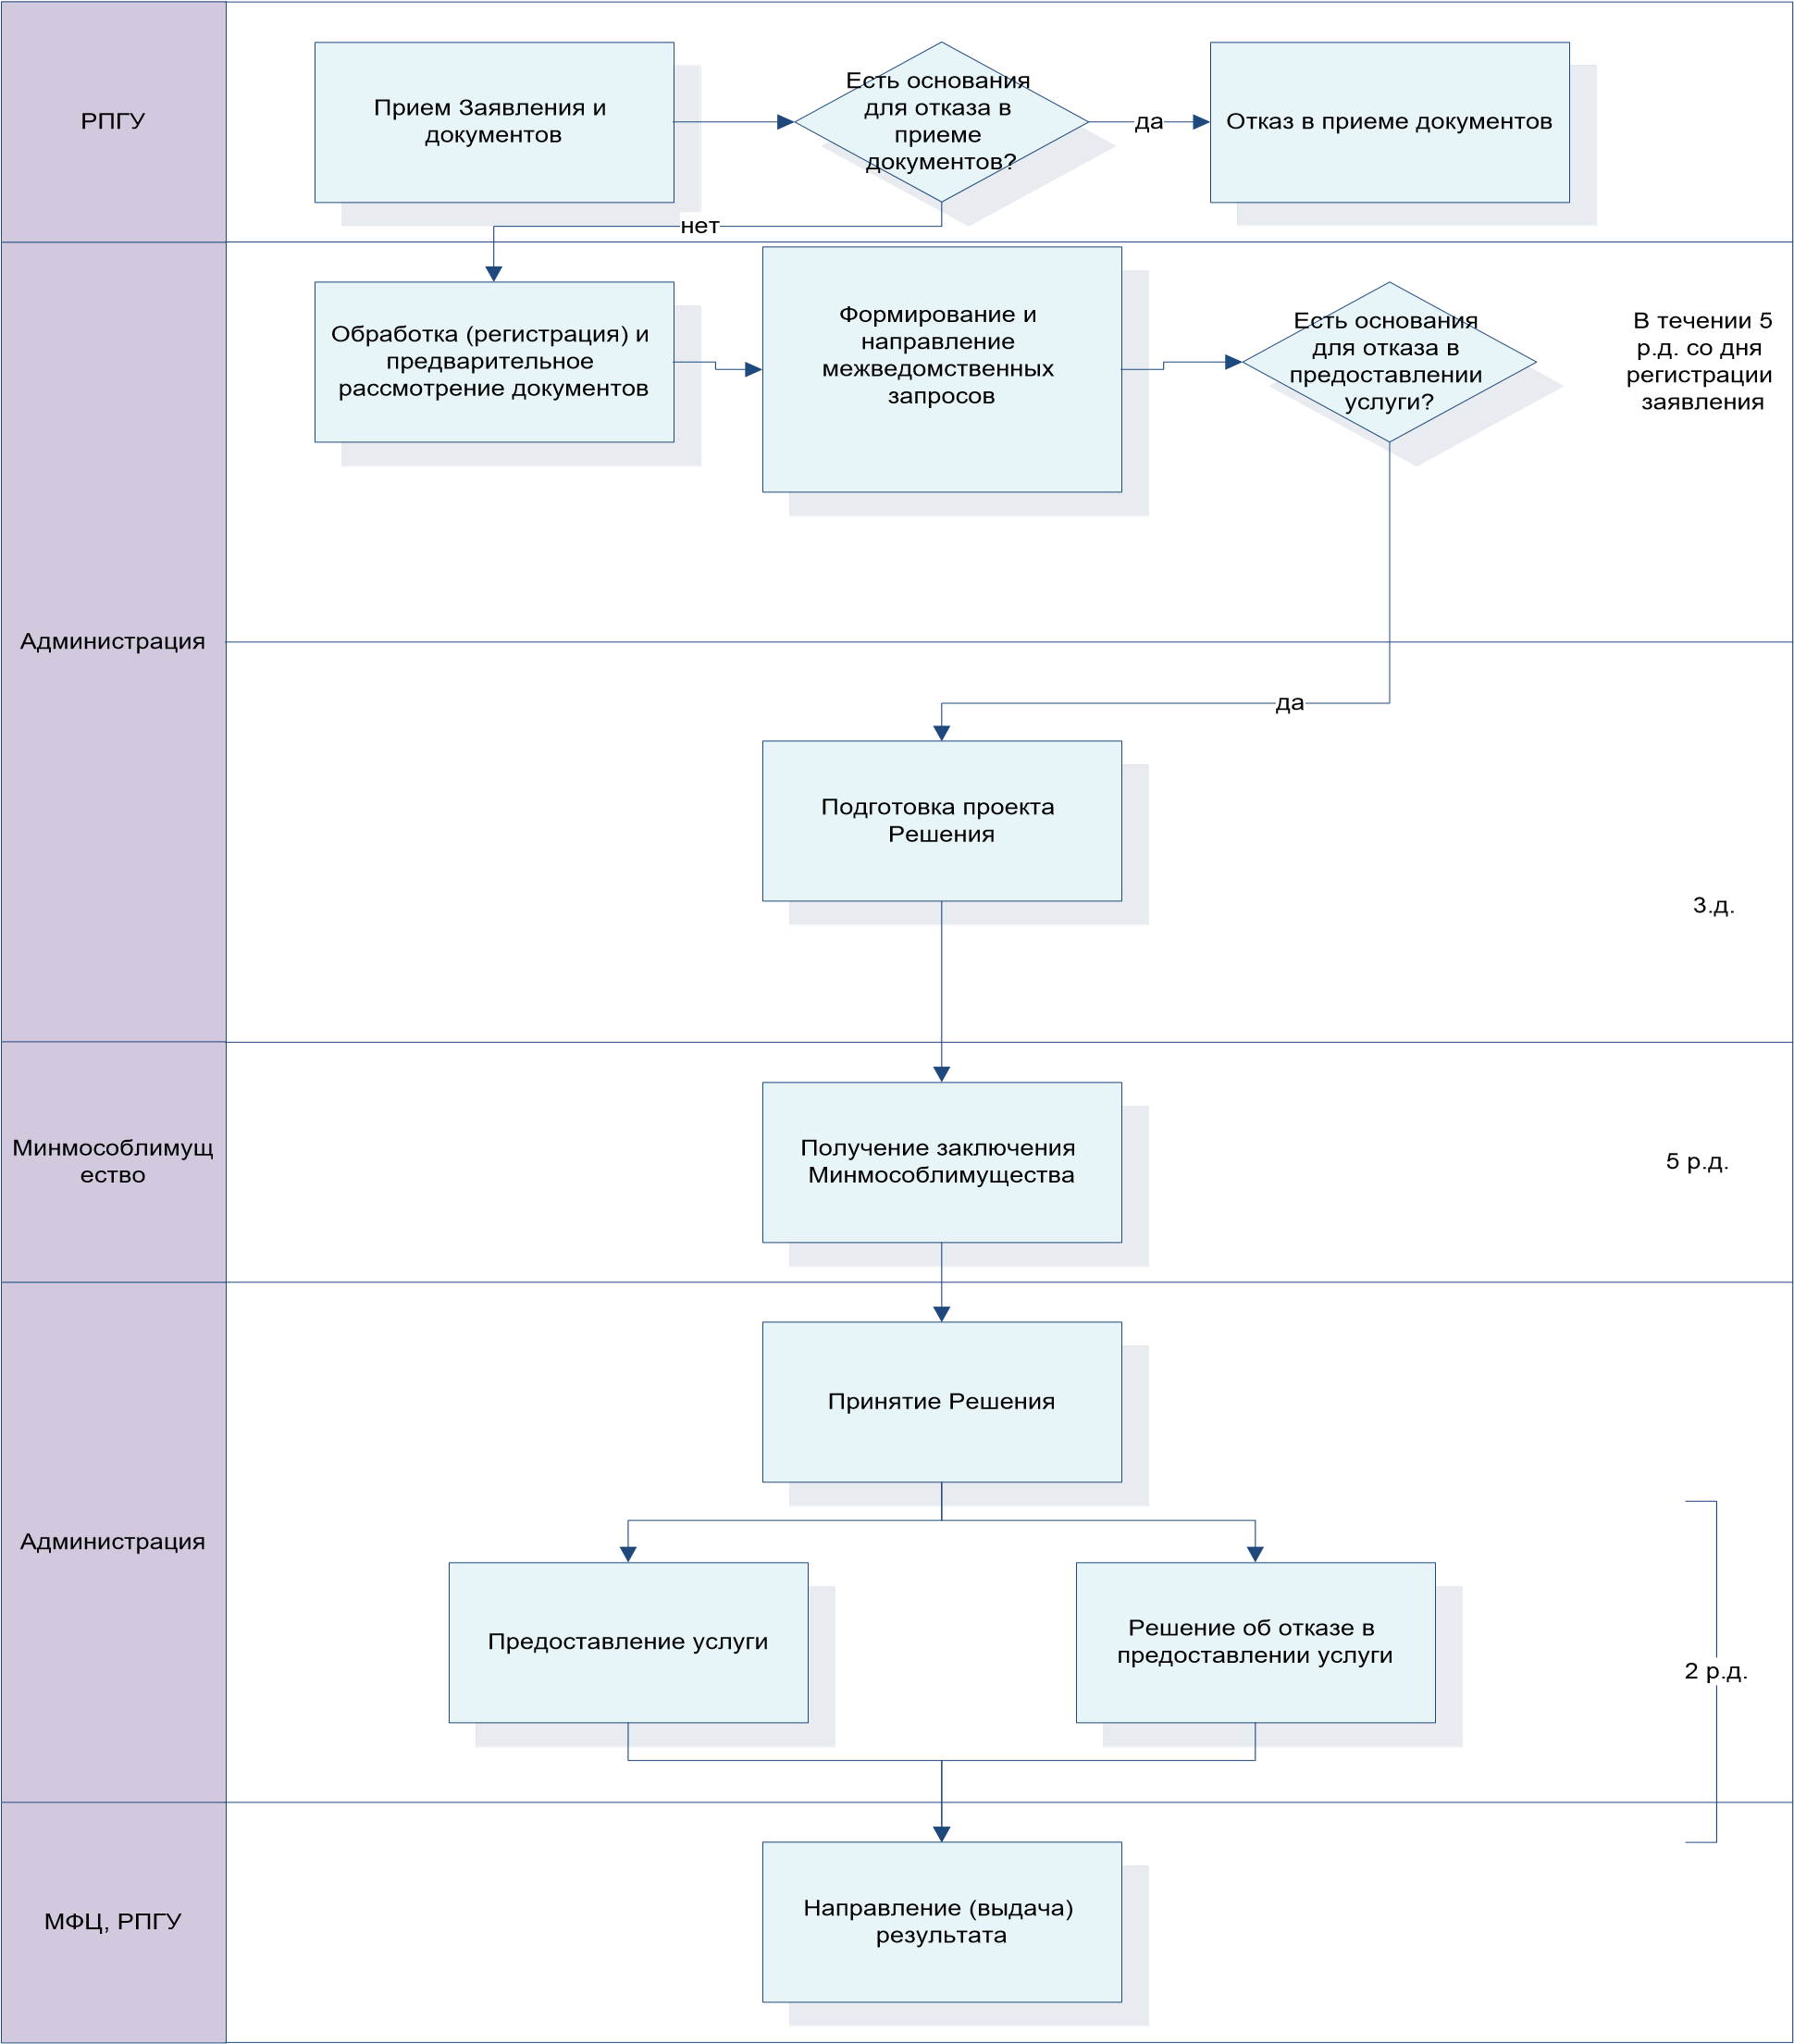 РПГУ
Прием Заявления и
документов
Есть основания
для отказа в
приеме
документов?
да
Отказ в приеме документов
нет
Администрация
Обработка (регистрация) и
предварительное
рассмотрение документов
Формирование и
направление
межведомственных
запросов
Есть основания
для отказа в
предоставлении
услуги?
В течении 5
р.д. со дня
регистрации
заявления
да
Подготовка проекта
Решения
3.д.
Минмособлимущ
ество
Получение заключения
Минмособлимущества
5 р.д.
Администрация
Принятие Решения
Предоставление услуги
Решение об отказе в
предоставлении услуги
2 р.д.
МФЦ, РПГУ
Направление (выдача)
результата